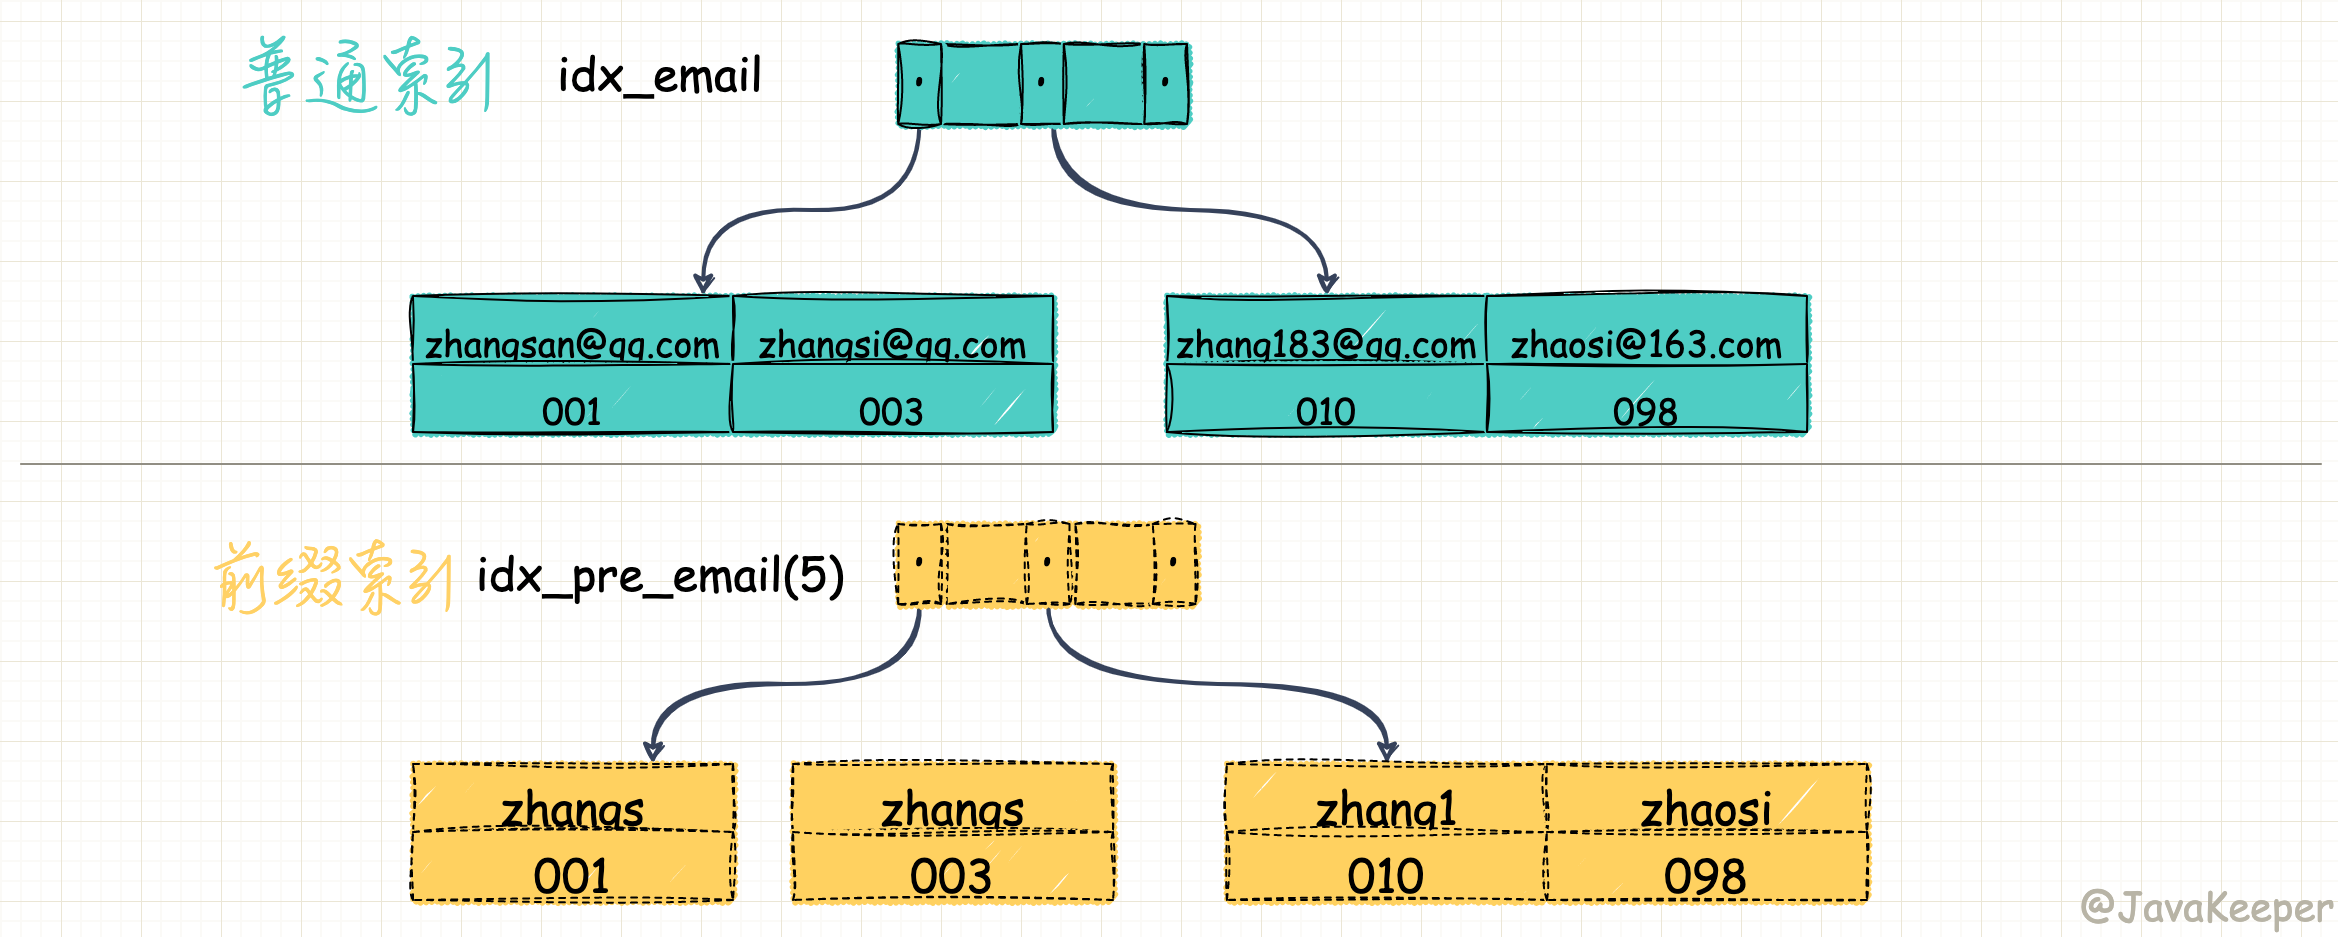 普通索引 idx_email
zhangsan@qq.com zhangsi@qq.com zhang183@qq.com zhaosi@163.com
001 003 010 098
前缀索引 idx_pre_email(5)
zhangs zhangs zhang1 zhaosi
001 003 010 098
@JavaKeeper